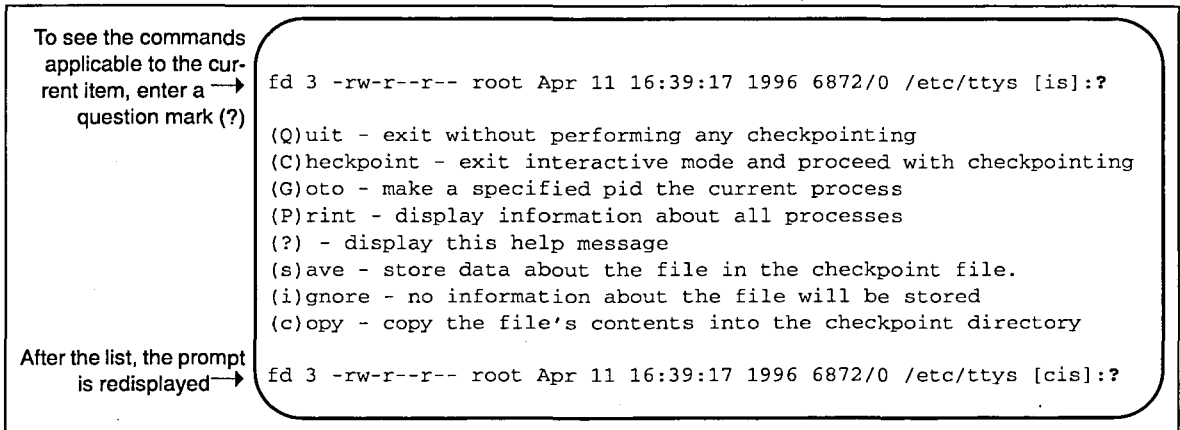 To see the commands
applicable to the cur-
rent item, enter a →
question mark (?)
fd 3 -rw-r--r-- root Apr 11 16:39:17 1996 6872/0 /etc/ttys [is]:?
(Q)uit - exit without performing any checkpointing
(C)heckpoint - exit interactive mode and proceed with checkpointing
(G)oto - make a specified pid the current process
(P)rint - display information about all processes
(?) - display this help message
(s)ave - store data about the file in the checkpoint file.
(i)gnore - no information about the file will be stored
(c)opy - copy the file's contents into the checkpoint directory
After the list, the prompt
is redisplayed→
fd 3 -rw-r--r-- root Apr 11 16:39:17 1996 6872/0 /etc/ttys [cis]:?